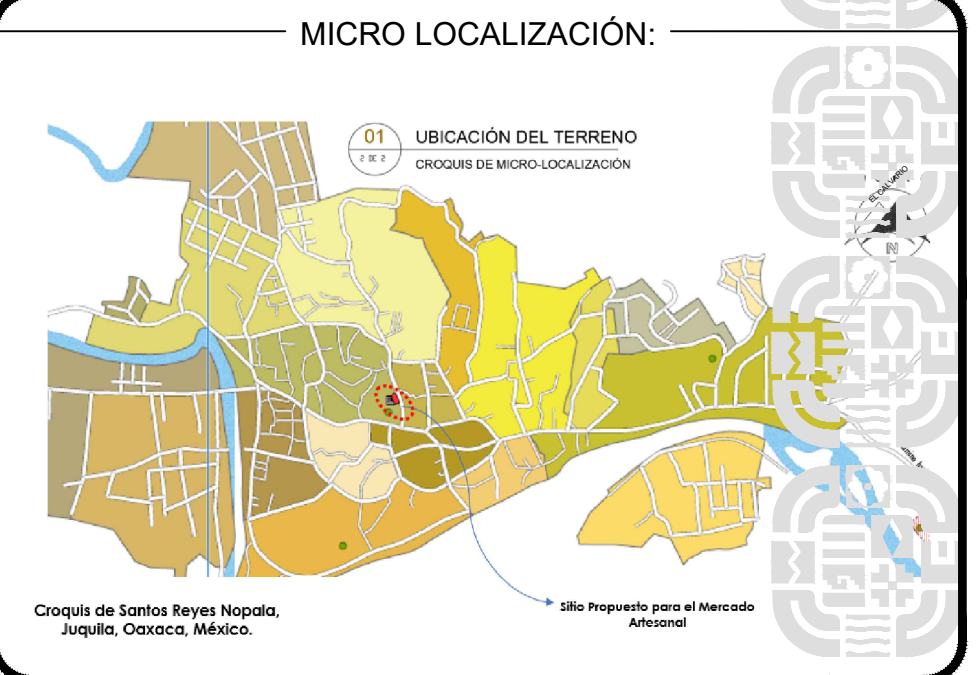 MICRO LOCALIZACIÓN:
01
2 DE 2
UBICACIÓN DEL TERRENO
CROQUIS DE MICRO-LOCALIZACIÓN
EL CALVARIO
N
Croquis de Santos Reyes Nopala,
Juquila, Oaxaca, México.
Sitio Propuesto para el Mercado
Artesanal